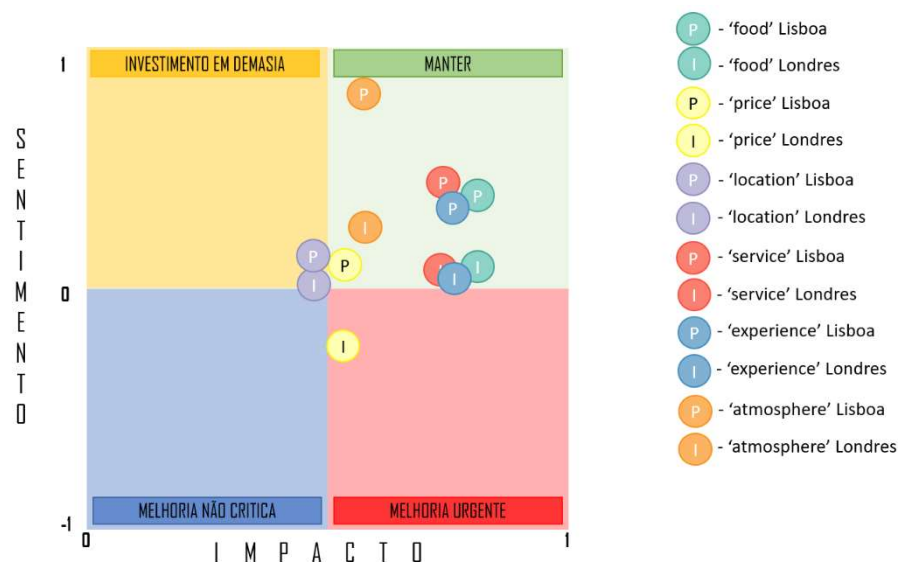 INVESTIMENTO EM DEMASIA
MANTER
1
0
-1
SENTIMENTO
P
P
P
P
I
P
P
I
I
I
I
I
MELHORIA NÃO CRITICA
MELHORIA URGENTE
0
1
IMPACTO
P - ‘food’ Lisboa
I - ‘food’ Londres
P - ‘price’ Lisboa
I - ‘price’ Londres
P - ‘location’ Lisboa
I - ‘location’ Londres
P - ‘service’ Lisboa
I - ‘service’ Londres
P - ‘experience’ Lisboa
I - ‘experience’ Londres
P - ‘atmosphere’ Lisboa
I - ‘atmosphere’ Londres